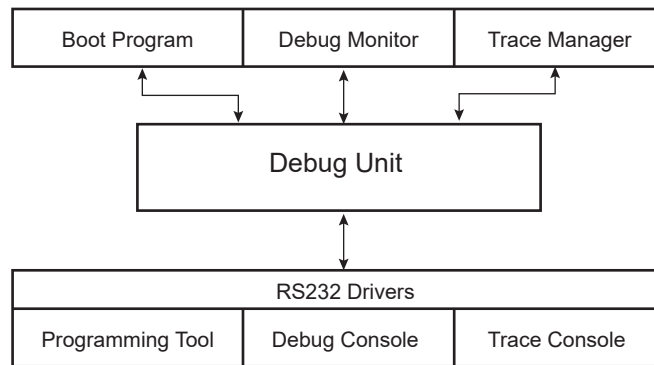 Boot Program Debug Monitor Trace Manager
Debug Unit
RS232 Drivers
Programming Tool Debug Console Trace Console